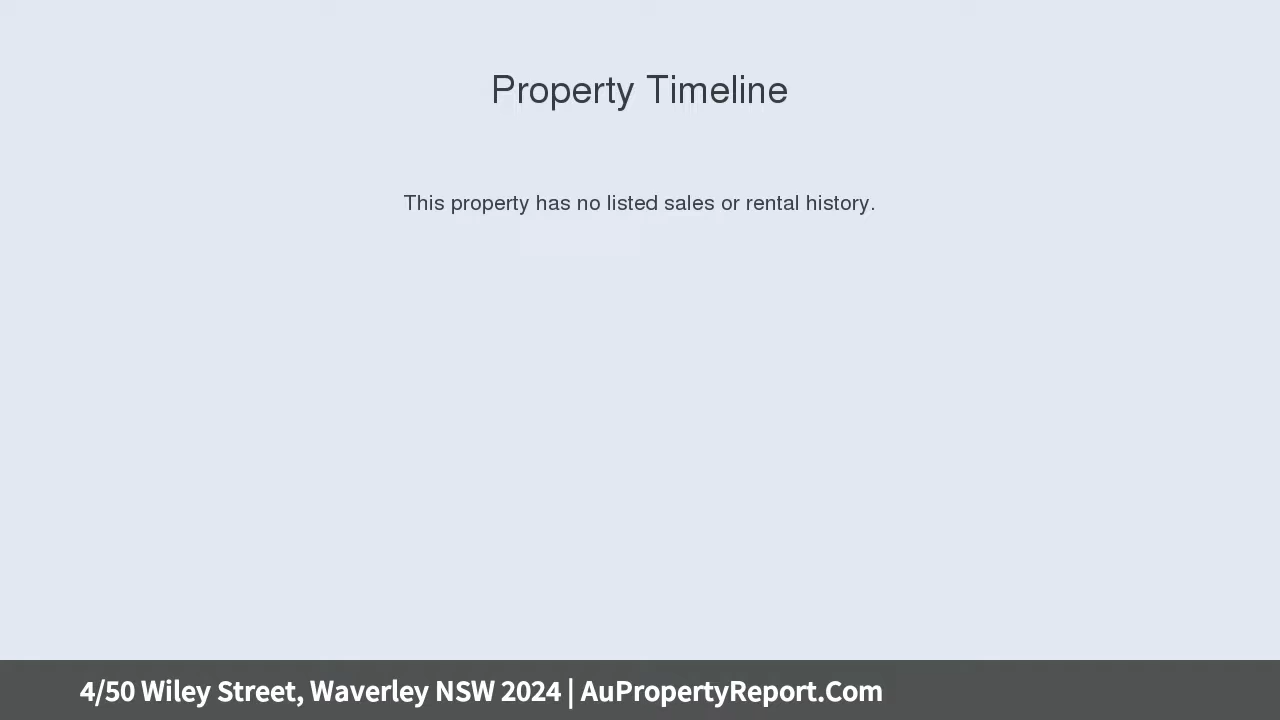 Property Timeline
This property has no listed sales or rental history.
4/50 Wiley Street, Waverley NSW 2024 | AuPropertyReport.Com